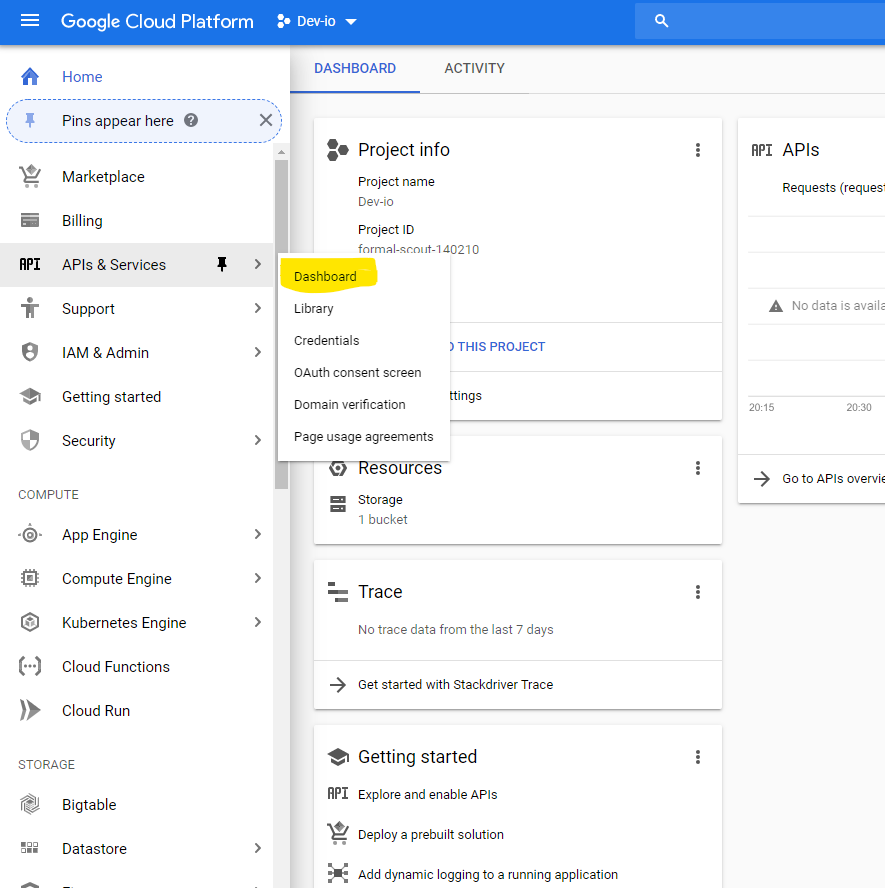 Google Cloud Platform
Dev-io
Home
Pins appear here
Marketplace
Billing
API
APIs & Services
Support
IAM & Admin
Getting started
Security
COMPUTE
App Engine
Compute Engine
Kubernetes Engine
Cloud Functions
Cloud Run
STORAGE
Bigtable
Datastore
Dashboard
Library
Credentials
OAuth consent screen
Domain verification
Page usage agreements
DASHBOARD
ACTIVITY
Project info
Project name
Dev-io
Project ID
formal-scout-140210
THIS PROJECT
Resources
Storage
1 bucket
Trace
No trace data from the last 7 days
Get started with Stackdriver Trace
Getting started
API Explore and enable APIs
Deploy a prebuilt solution
Add dynamic logging to a running application
API APIs
Requests
No data is
20:15
20:30
Go to APIs